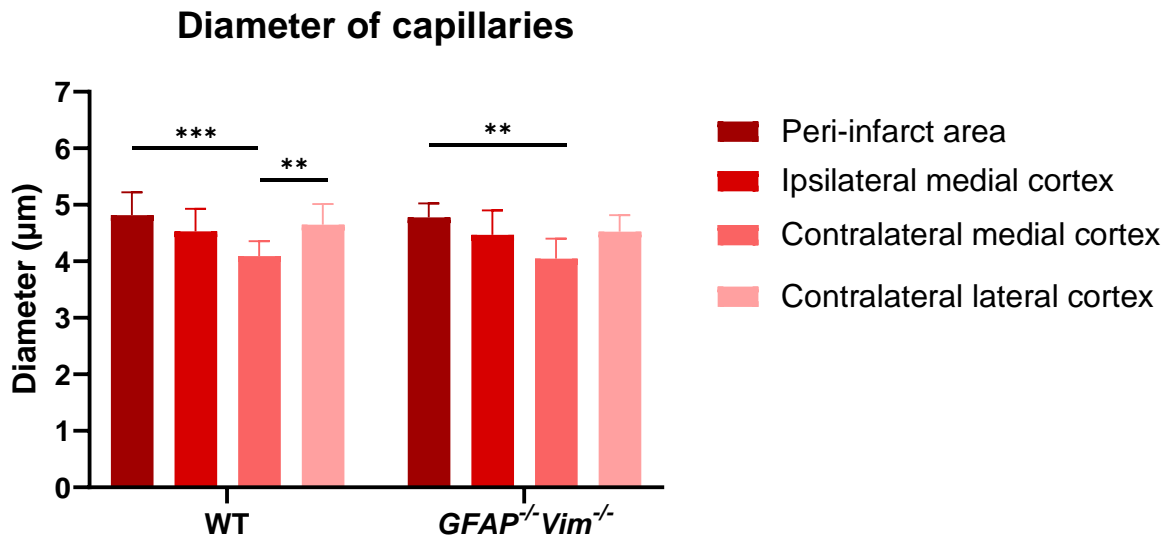 Diameter of capillaries
Diameter (µm)
7
6
5
4
3
2
1
0
***
**
**
WT
GFAP-/-Vim-/-
Peri-infarct area
Ipsilateral medial cortex
Contralateral medial cortex
Contralateral lateral cortex